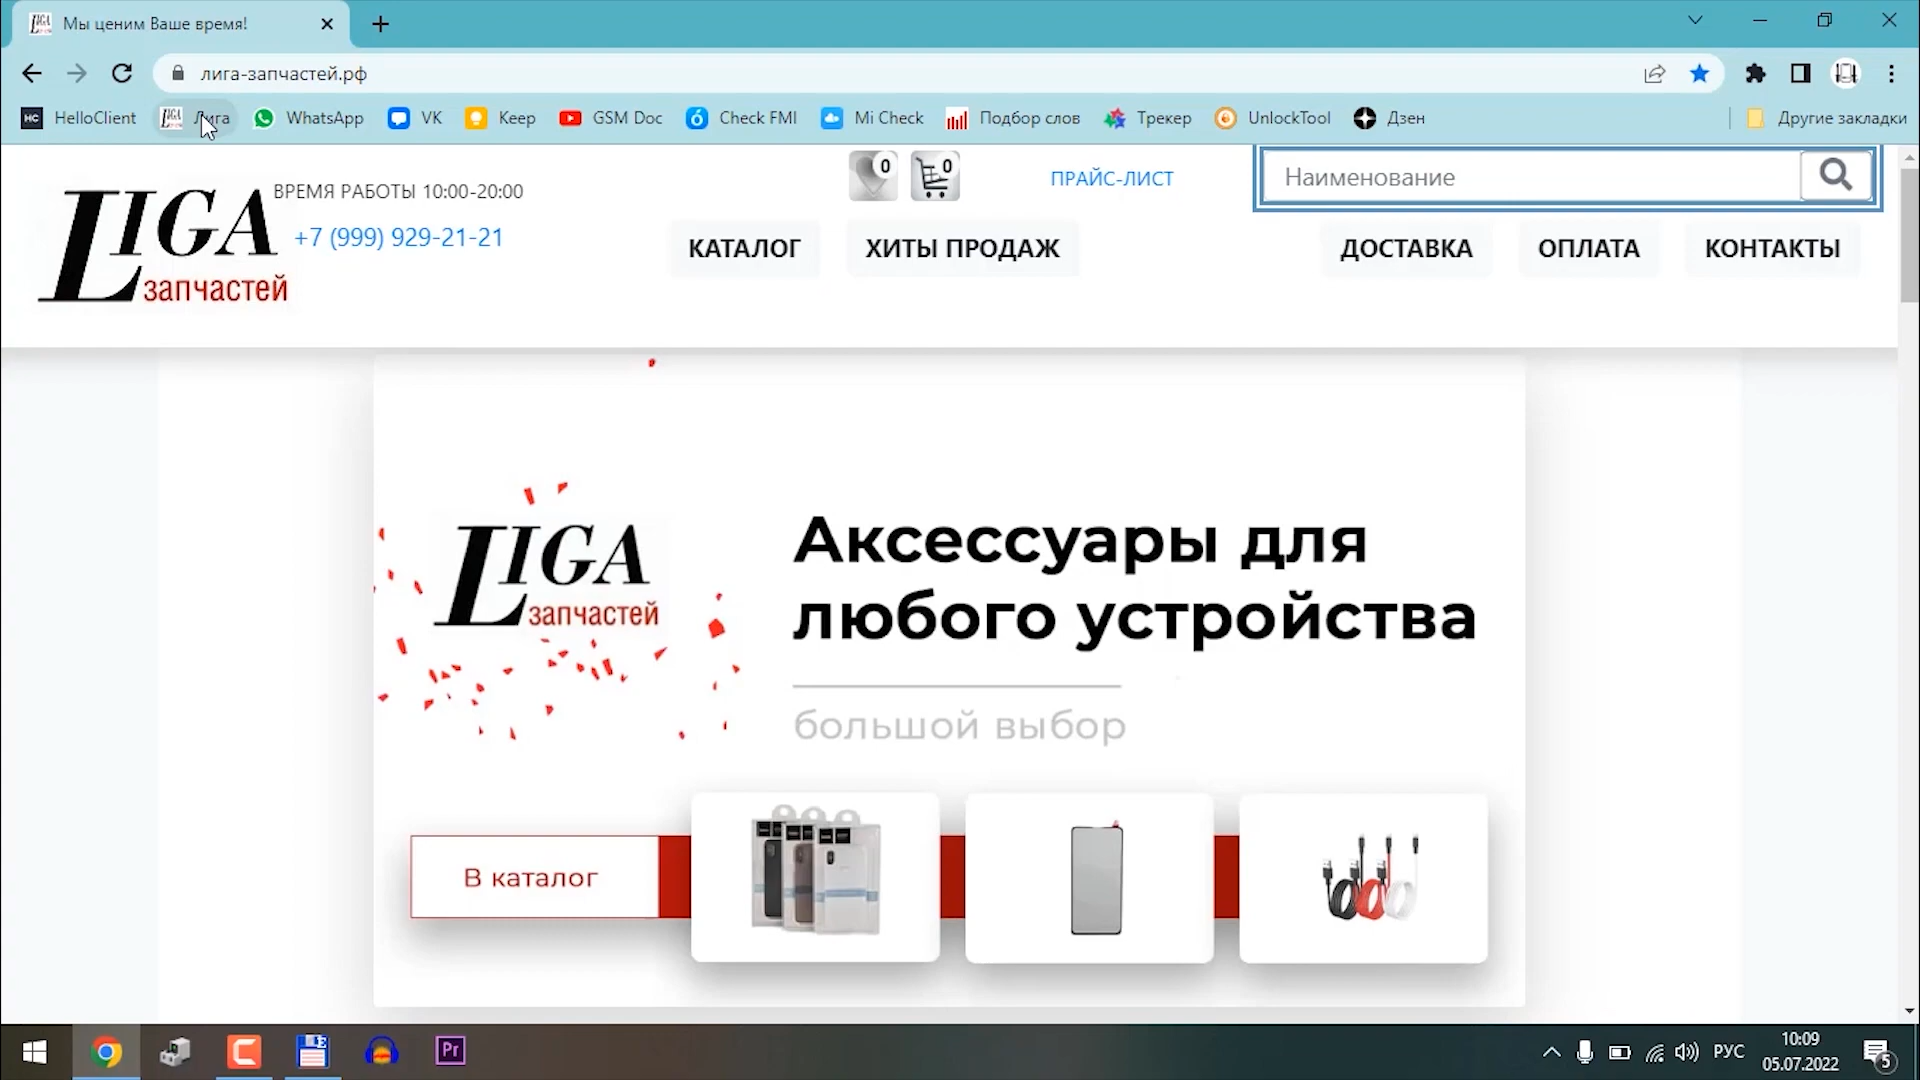 Мы ценим Ваше время!
лига-запчастей.рф
HC HelloClient
Лига
WhatsApp
VK
Keep
GSM Doc
Check FMI
Mi Check
Подбор слов
Трекер
UnlockTool
Дзен
Другие закладки
LIGA
запчастей
ВРЕМЯ РАБОТЫ 10:00-20:00
+7 (999) 929-21-21
0
0
ПРАЙС-ЛИСТ
Наименование
КАТАЛОГ
ХИТЫ ПРОДАЖ
ДОСТАВКА
ОПЛАТА
КОНТАКТЫ
LIGA
запчастей
Аксессуары для
любого устройства
большой выбор
В каталог
Pr
РУС
10:09
05.07.2022
5